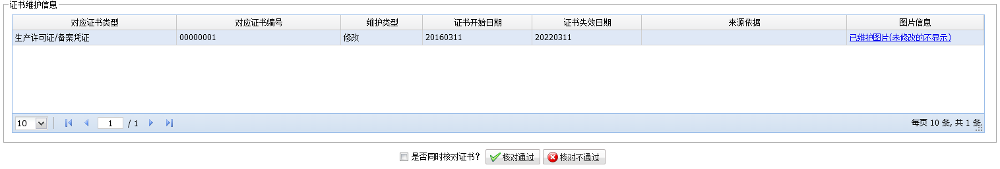 证书维护信息
对应证书类型 对应证书编号 维护类型 证书开始日期 证书失效日期 来源依据 图片信息
生产许可证/备案凭证 00000001 修改 20160311 20220311 已维护图片(未修改的不显示)
10 1 / 1 每页 10 条, 共 1 条
是否同时核对证书? 核对通过 核对不通过